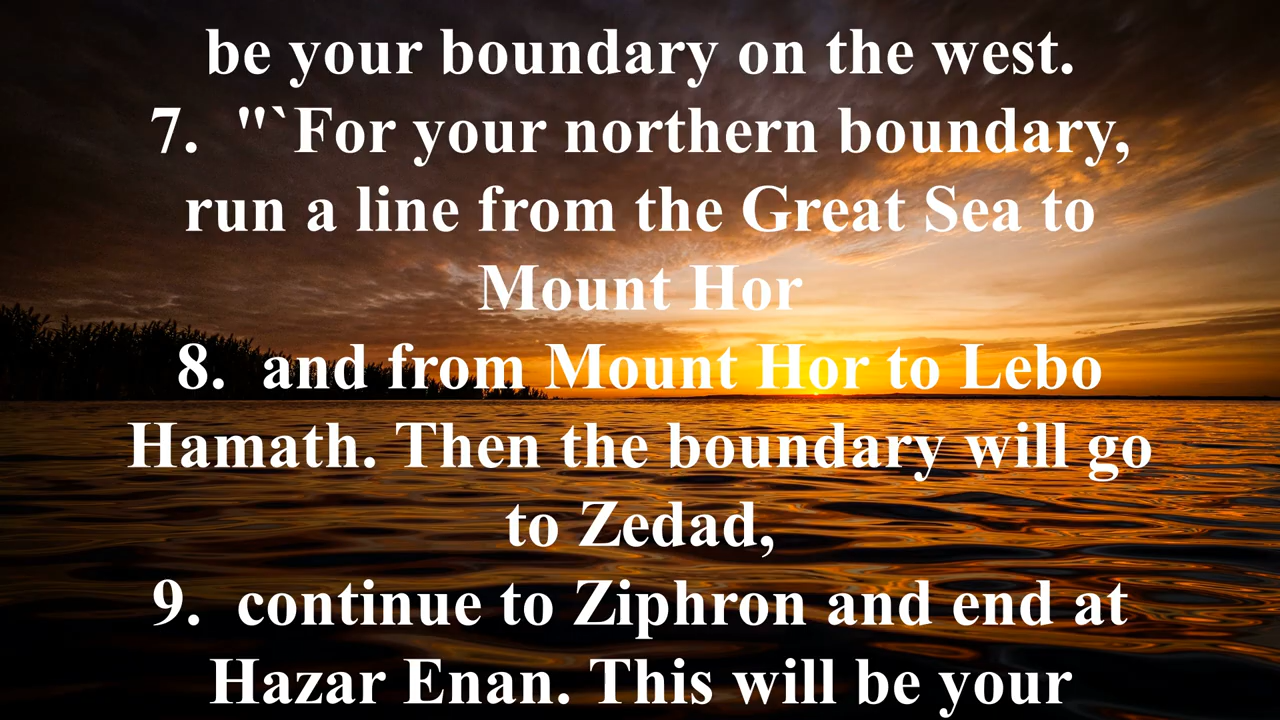 be your boundary on the west.
7.  "`For your northern boundary,
run a line from the Great Sea to
Mount Hor
8.  and from Mount Hor to Lebo
Hamath. Then the boundary will go
to Zedad,
9.  continue to Ziphron and end at
Hazar Enan. This will be your